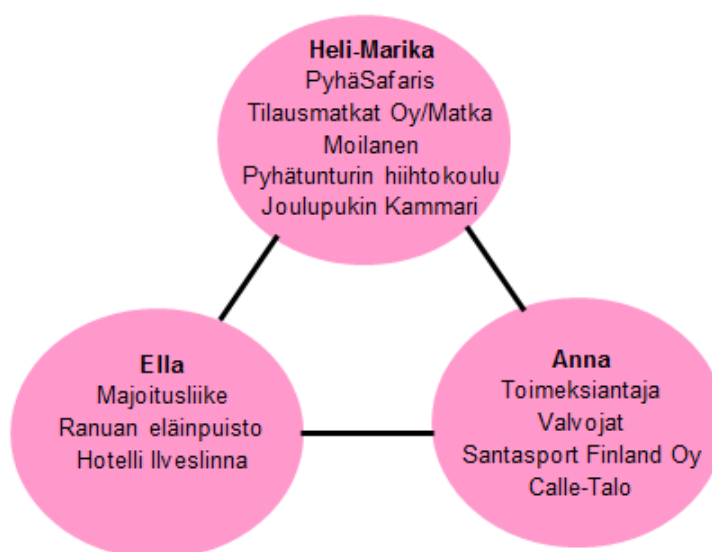 Heli-Marika
PyhäSafaris
Tilausmatkat Oy/Matka
Moilanen
Pyhätunturin hiihtokoulu
Joulupukin Kammari
Ella
Majoitusliike
Ranuan eläinpuisto
Hotelli Ilveslinna
Anna
Toimeksiantaja
Valvojat
Santasport Finland Oy
Calle-Talo